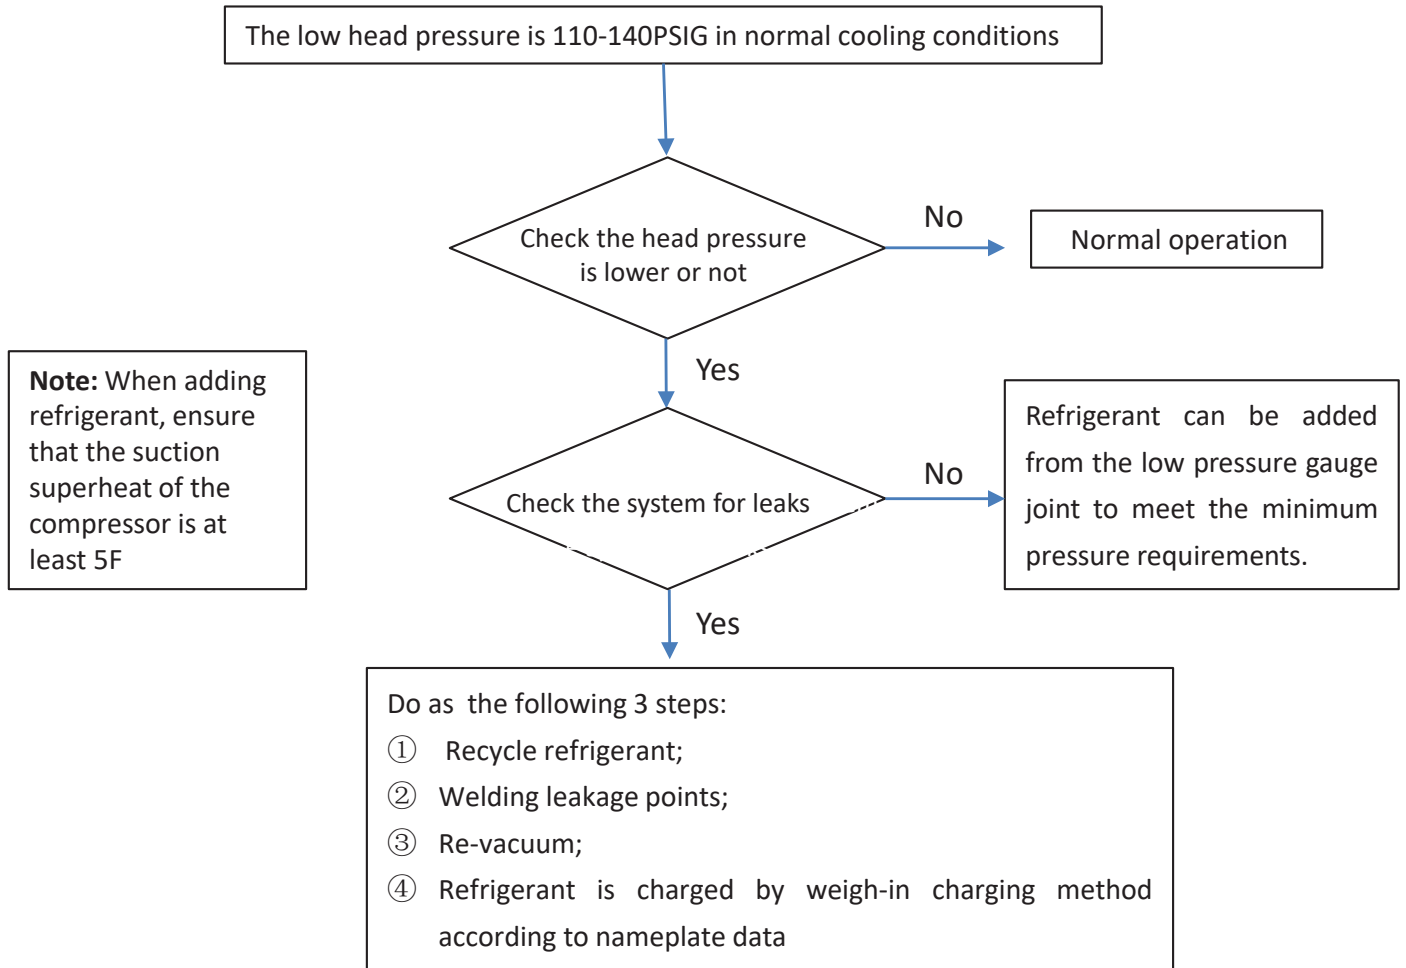 The low head pressure is 110-140PSIG in normal cooling conditions
No
Check the head pressure
is lower or not
Normal operation
Yes
Note: When adding
refrigerant, ensure
that the suction
superheat of the
compressor is at
least 5F
Refrigerant can be added
from the low pressure gauge
joint to meet the minimum
pressure requirements.
No
Check the system for leaks
Yes
Do as the following 3 steps:
① Recycle refrigerant;
② Welding leakage points;
③ Re-vacuum;
④ Refrigerant is charged by weigh-in charging method
according to nameplate data